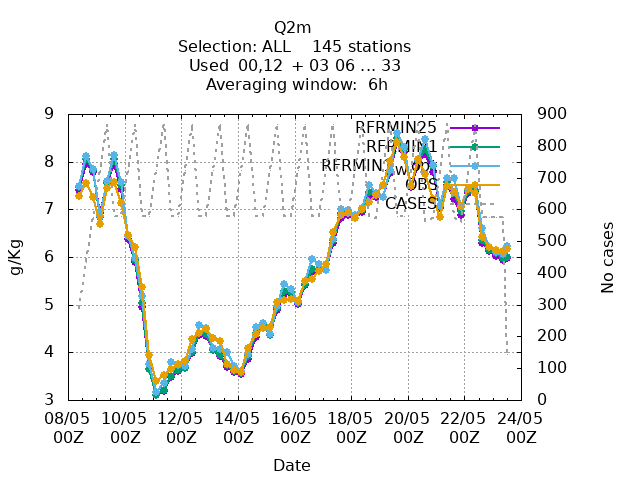 Q2m
Selection: ALL 145 stations
Used 00,12 + 03 06 ... 33
Averaging window: 6h
9
8
7
6
5
4
3
g/Kg
900
800
700
600
500
400
300
200
100
0
No cases
RFRMIN25
RFRMIN1
OBS
CASES
08/05 10/05 12/05 14/05 16/05 18/05 20/05 22/05 24/05
00Z 00Z 00Z 00Z 00Z 00Z 00Z 00Z 00Z
Date